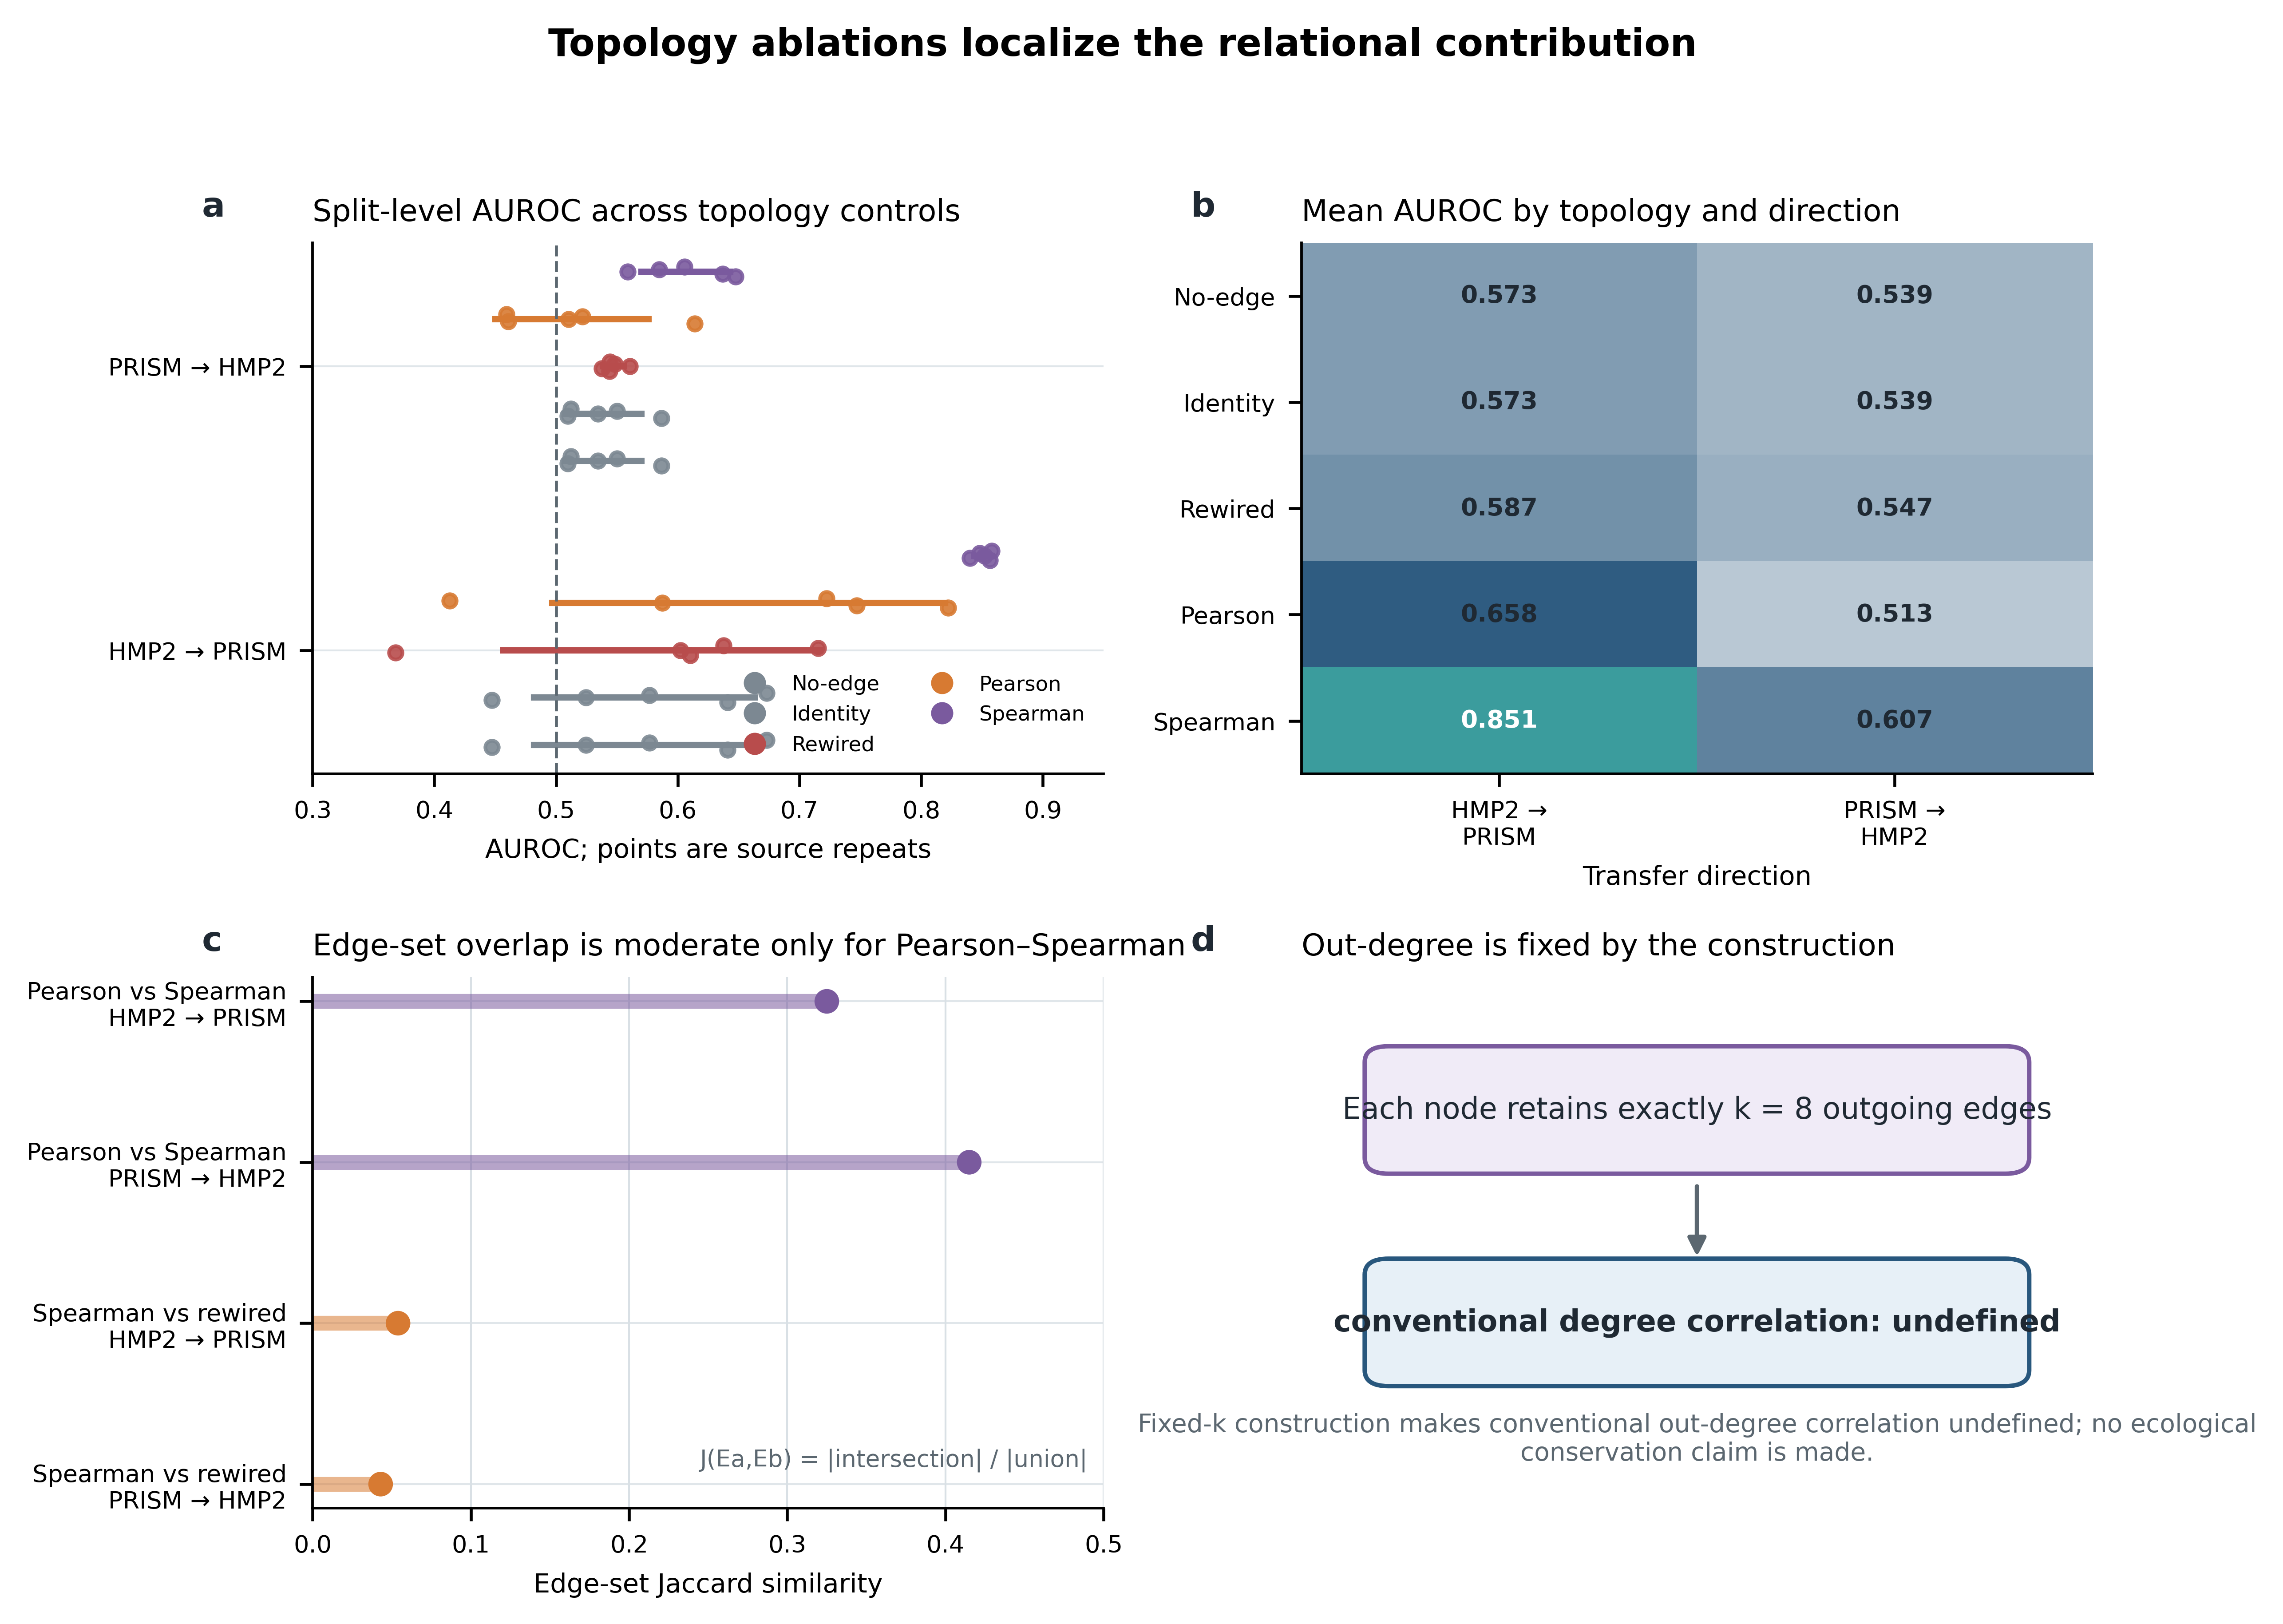 Topology ablations localize the relational contribution
a
Split-level AUROC across topology controls
PRISM → HMP2
HMP2 → PRISM
No-edge
Identity
Rewired
Pearson
Spearman
0.3 0.4 0.5 0.6 0.7 0.8 0.9
AUROC; points are source repeats
b
Mean AUROC by topology and direction
No-edge 0.573 0.539
Identity 0.573 0.539
Rewired 0.587 0.547
Pearson 0.658 0.513
Spearman 0.851 0.607
HMP2 →
PRISM
PRISM →
HMP2
Transfer direction
c
Edge-set overlap is moderate only for Pearson–Spearman
Pearson vs Spearman
HMP2 → PRISM
Pearson vs Spearman
PRISM → HMP2
Spearman vs rewired
HMP2 → PRISM
Spearman vs rewired
PRISM → HMP2
J(Ea,Eb) = |intersection| / |union|
0.0 0.1 0.2 0.3 0.4 0.5
Edge-set Jaccard similarity
d
Out-degree is fixed by the construction
Each node retains exactly k = 8 outgoing edges
conventional degree correlation: undefined
Fixed-k construction makes conventional out-degree correlation undefined; no ecological
conservation claim is made.